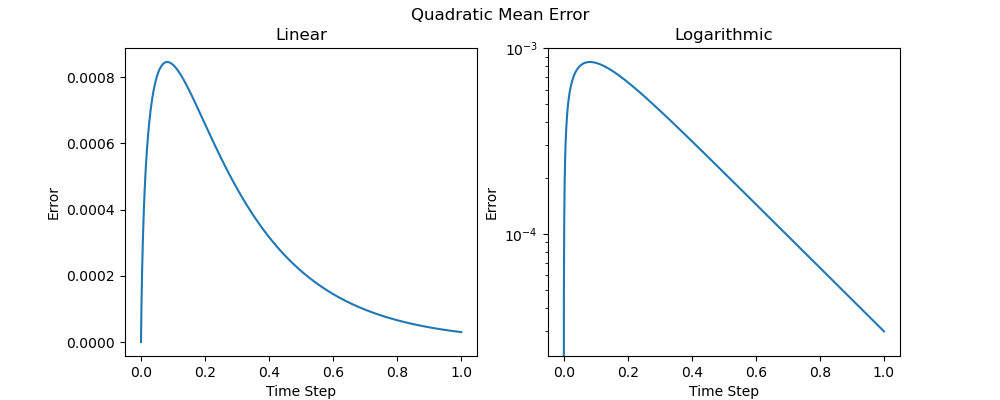 Quadratic Mean Error
Linear
Error
0.0008
0.0006
0.0004
0.0002
0.0000
0.0 0.2 0.4 0.6 0.8 1.0
Time Step
Logarithmic
Error
10⁻³
10⁻⁴
0.0 0.2 0.4 0.6 0.8 1.0
Time Step